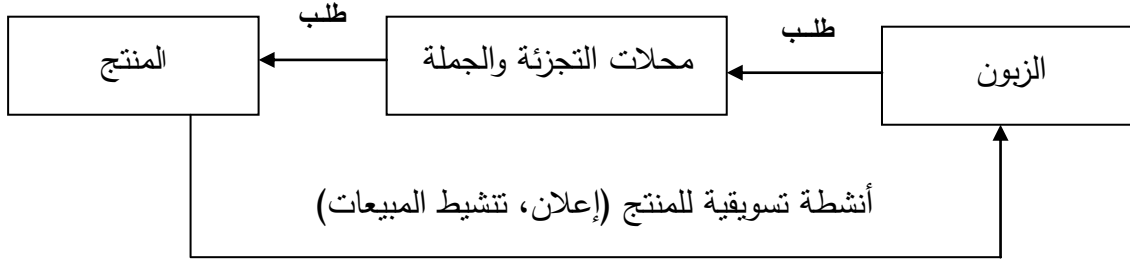 طلب
طلب
الزبون
محلات التجزئة والجملة
المنتج
أنشطة تسويقية للمنتج (إعلان، تنشيط المبيعات)